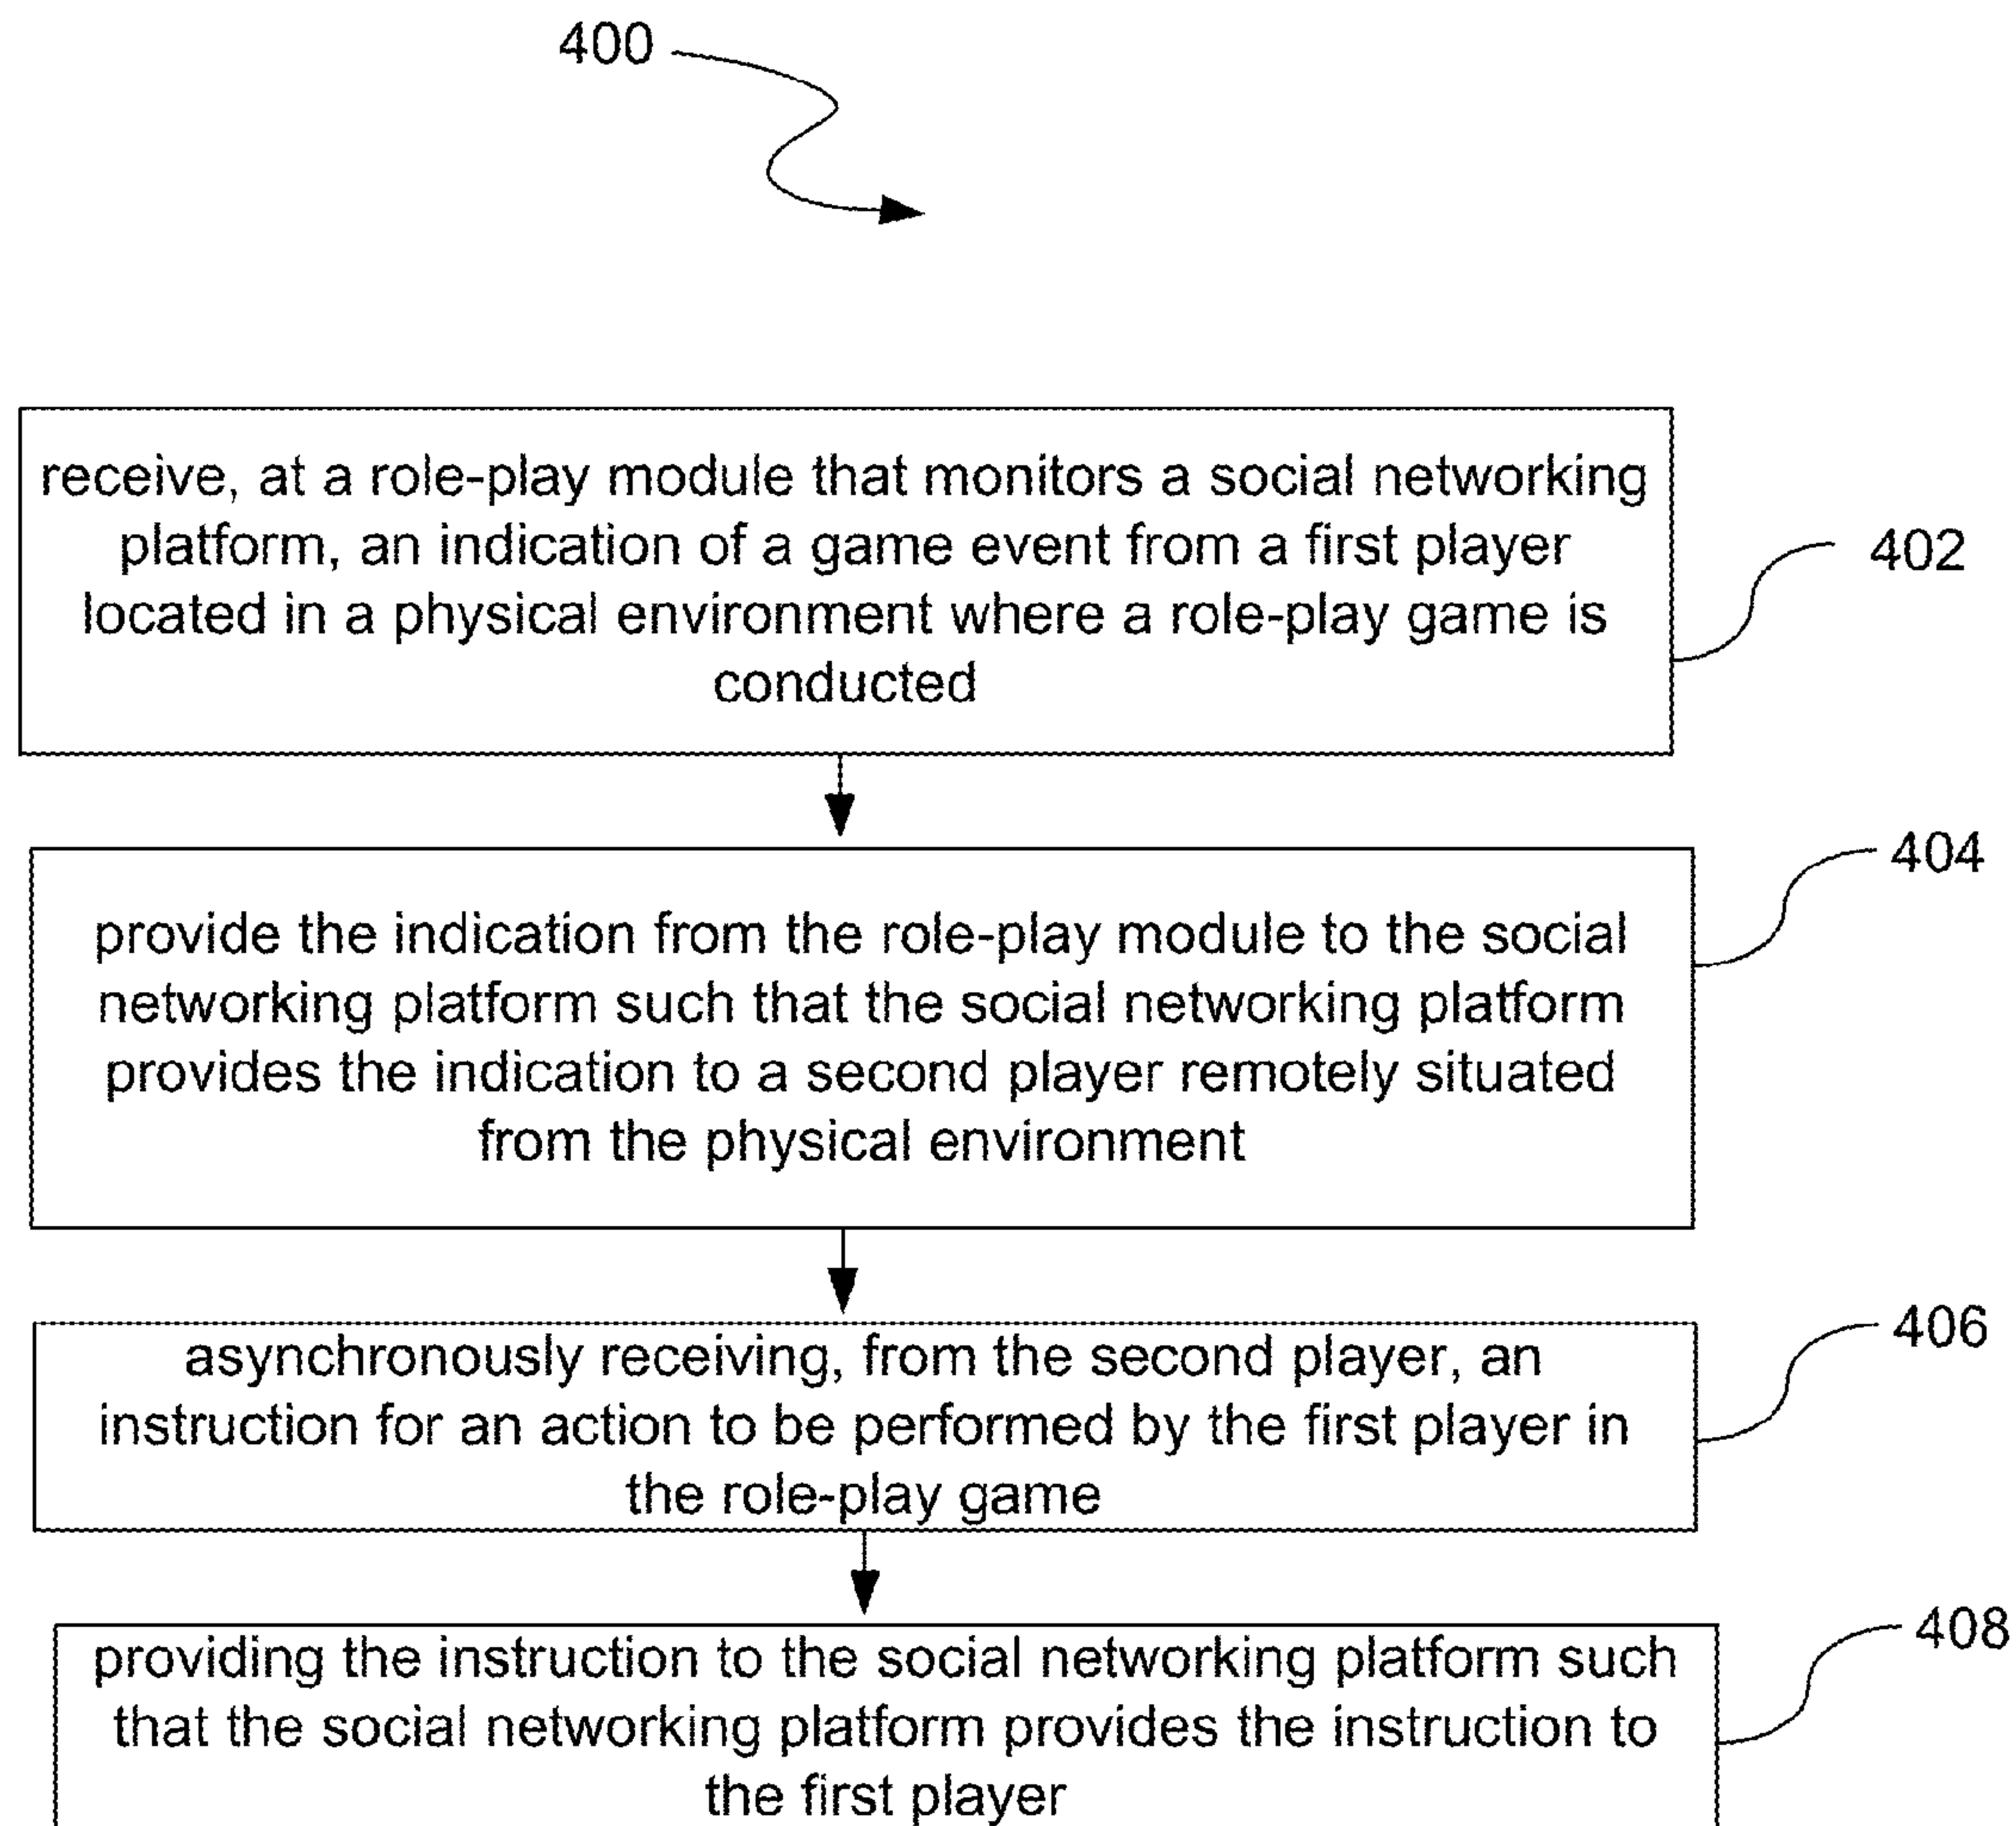 400
receive, at a role-play module that monitors a social networking
platform, an indication of a game event from a first player
located in a physical environment where a role-play game is
conducted
402
provide the indication from the role-play module to the social
networking platform such that the social networking platform
provides the indication to a second player remotely situated
from the physical environment
404
asynchronously receiving, from the second player, an
instruction for an action to be performed by the first player in
the role-play game
406
providing the instruction to the social networking platform such
that the social networking platform provides the instruction to
the first player
408